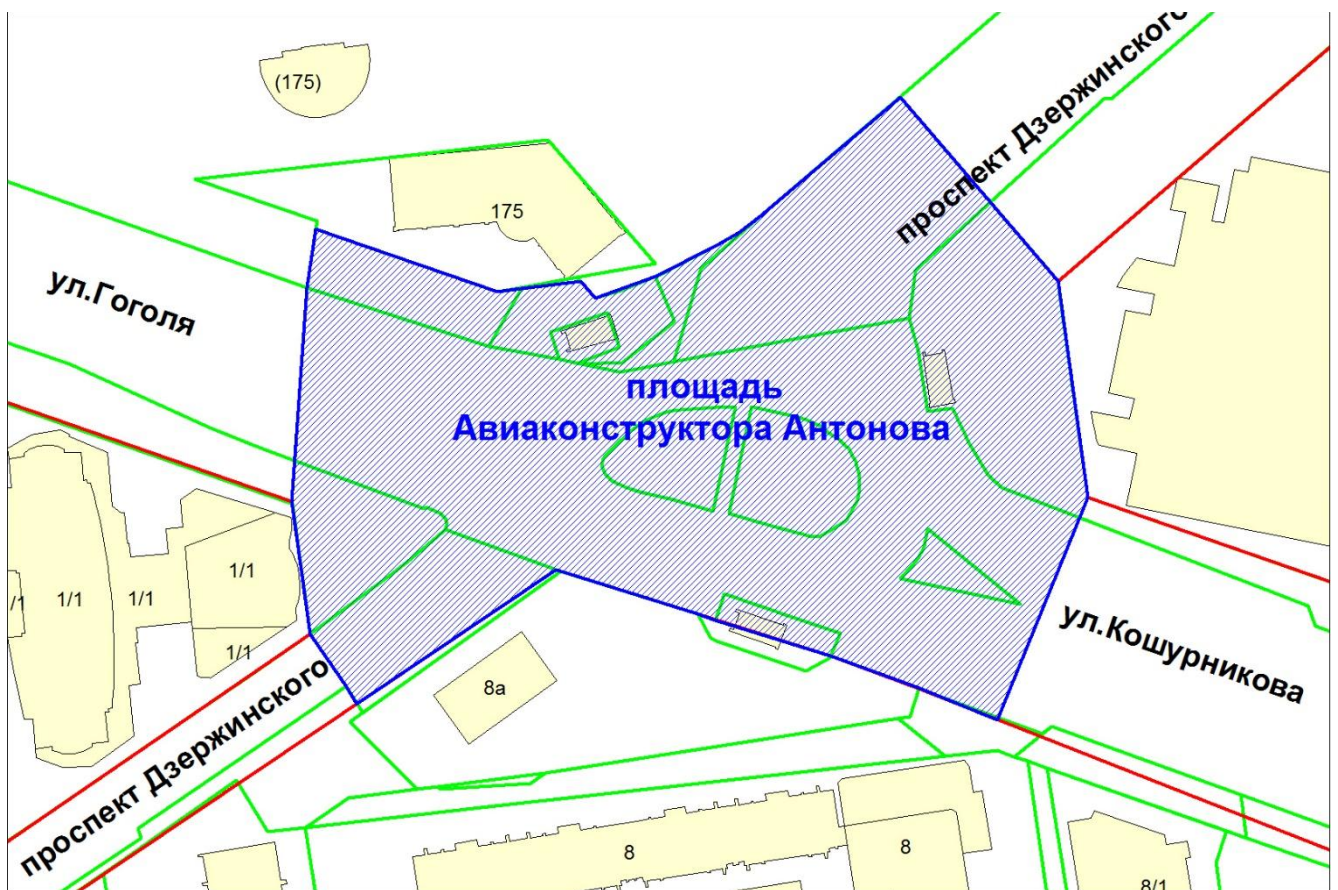 (175)
проспект Дзержинского
175
ул.Гоголя
площадь
Авиаконструктора Антонова
1/1
/1
1/1
1/1
1/1
ул.Кошурникова
8а
проспект Дзержинского
8
8
8/1